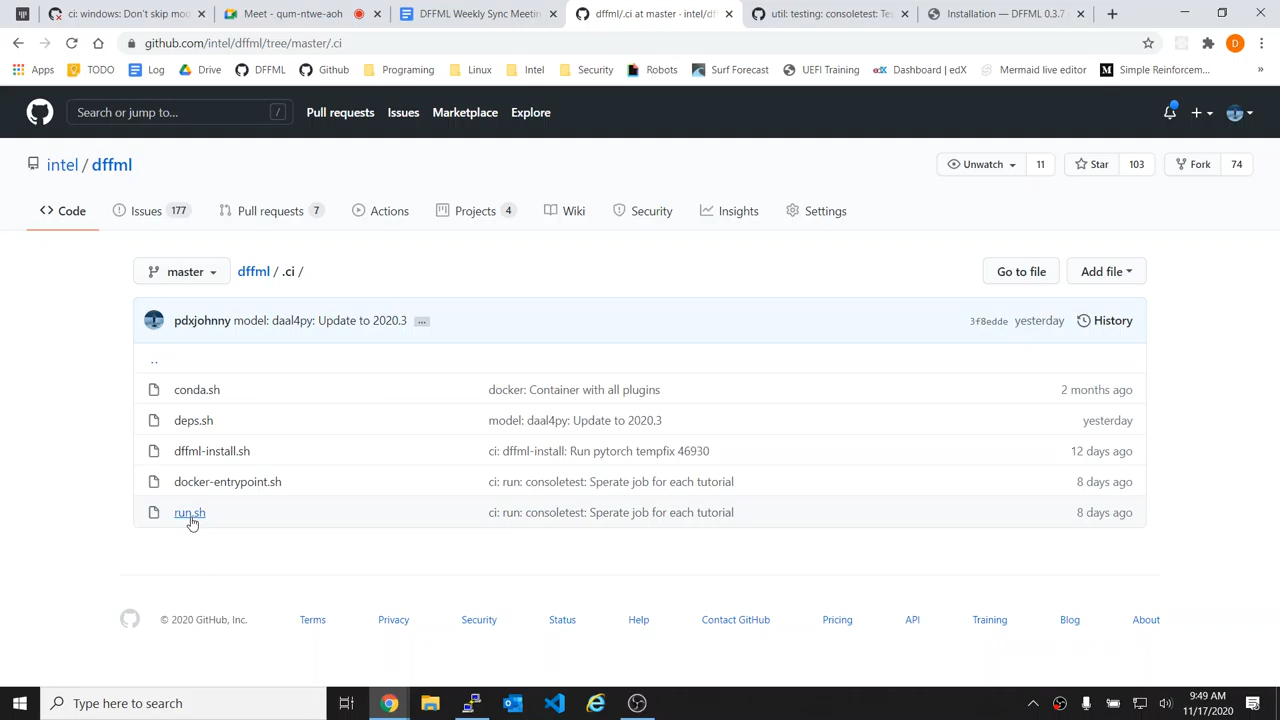 ci: windows: Don't skip mo
Meet - qum-ntwe-aoh
DFFML Weekly Sync Meetin
dffml/.ci at master · intel/df
util: testing: consoletest: Te
Installation — DFFML 0.3.7
github.com/intel/dffml/tree/master/.ci
D
Apps
TODO
Log
Drive
DFFML
Github
Programing
Linux
Intel
Security
Robots
Surf Forecast
UEFI Training
edX
Dashboard | edX
Mermaid live editor
M
Simple Reinforcem...
»
Search or jump to...
/
Pull requests
Issues
Marketplace
Explore
intel / dffml
Unwatch
11
Star
103
Fork
74
Code
Issues 177
Pull requests 7
Actions
Projects 4
Wiki
Security
Insights
Settings
master
dffml / .ci /
Go to file
Add file
pdxjohnny model: daal4py: Update to 2020.3 ...
3f8edde yesterday
History
..
conda.sh
docker: Container with all plugins
2 months ago
deps.sh
model: daal4py: Update to 2020.3
yesterday
dffml-install.sh
ci: dffml-install: Run pytorch tempfix 46930
12 days ago
docker-entrypoint.sh
ci: run: consoletest: Sperate job for each tutorial
8 days ago
run.sh
ci: run: consoletest: Sperate job for each tutorial
8 days ago
© 2020 GitHub, Inc.
Terms
Privacy
Security
Status
Help
Contact GitHub
Pricing
API
Training
Blog
About
Type here to search
9:49 AM
11/17/2020